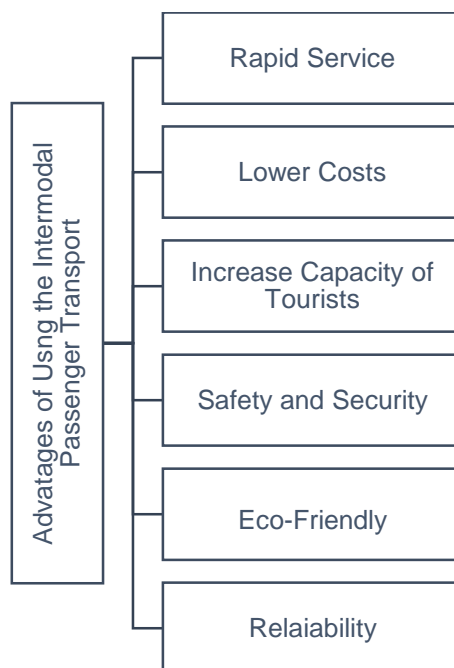 Advatages of Usng the Intermodal
Passenger Transport
Rapid Service
Lower Costs
Increase Capacity of
Tourists
Safety and Security
Eco-Friendly
Relaiability